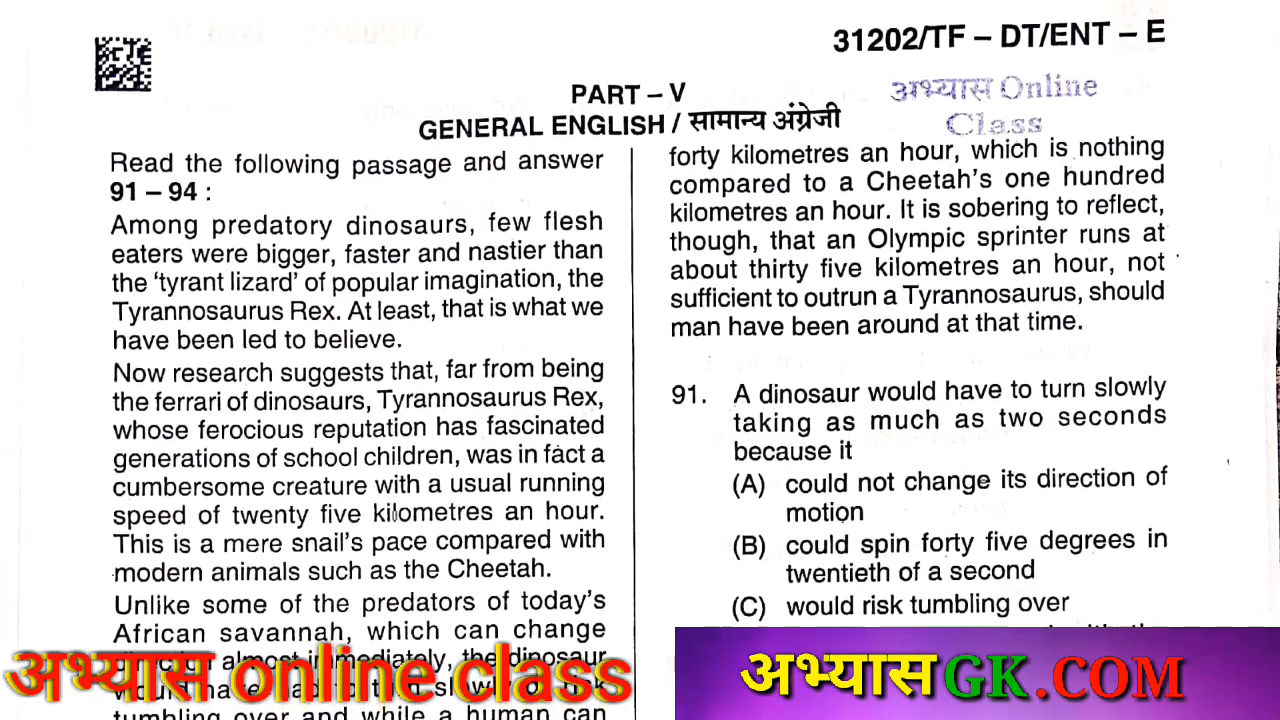 31202/TF – DT/ENT – E
PART – V
अभ्यास Online
Class
GENERAL ENGLISH / सामान्य अंग्रेजी
Read the following passage and answer
91 – 94 :
Among predatory dinosaurs, few flesh
eaters were bigger, faster and nastier than
the ‘tyrant lizard’ of popular imagination, the
Tyrannosaurus Rex. At least, that is what we
have been led to believe.
Now research suggests that, far from being
the ferrari of dinosaurs, Tyrannosaurus Rex,
whose ferocious reputation has fascinated
generations of school children, was in fact a
cumbersome creature with a usual running
speed of twenty five kilometres an hour.
This is a mere snail’s pace compared with
modern animals such as the Cheetah.
Unlike some of the predators of today’s
African savannah, which can change
almost immediately, the dinosaur
tumbling over and while a human can
forty kilometres an hour, which is nothing
compared to a Cheetah’s one hundred
kilometres an hour. It is sobering to reflect,
though, that an Olympic sprinter runs at
about thirty five kilometres an hour, not
sufficient to outrun a Tyrannosaurus, should
man have been around at that time.
91. A dinosaur would have to turn slowly
taking as much as two seconds
because it
(A) could not change its direction of
motion
(B) could spin forty five degrees in
twentieth of a second
(C) would risk tumbling over
अभ्यास online class
अभ्यास GK.COM